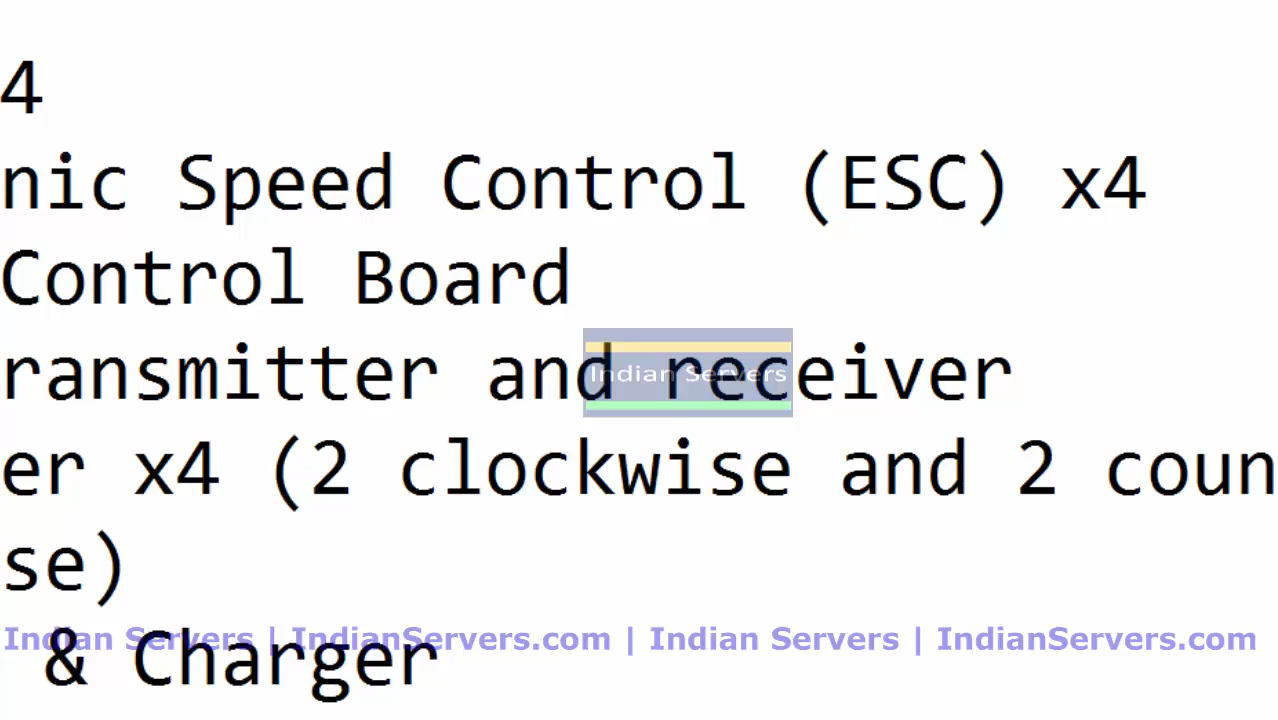 4
nic Speed Control (ESC) x4
Control Board
ransmitter and receiver
Indian Servers
er x4 (2 clockwise and 2 coun
se)
Indian Servers | IndianServers.com | Indian Servers | IndianServers.com
& Charger